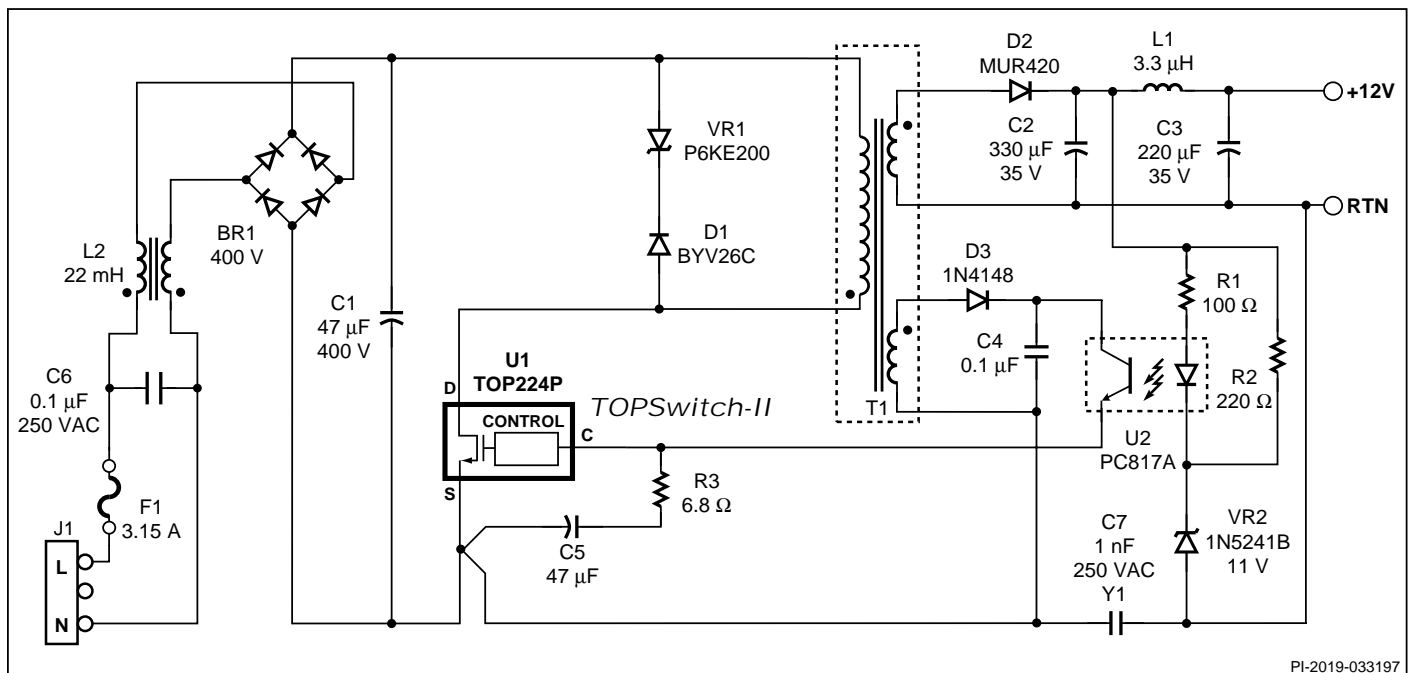 D2
MUR420
L1
3.3 µH
+12V
VR1
P6KE200
C2
330 µF
35 V
C3
220 µF
35 V
RTN
BR1
400 V
D1
BYV26C
L2
22 mH
D3
1N4148
R1
100 Ω
C1
47 µF
400 V
C4
0.1 µF
R2
220 Ω
U1
TOP224P
C6
0.1 µF
250 VAC
D
TOPSwitch-II
T1
CONTROL
C
U2
PC817A
S
R3
6.8 Ω
F1
3.15 A
J1
L
N
C5
47 µF
C7
1 nF
250 VAC
Y1
VR2
1N5241B
11 V
PI-2019-033197